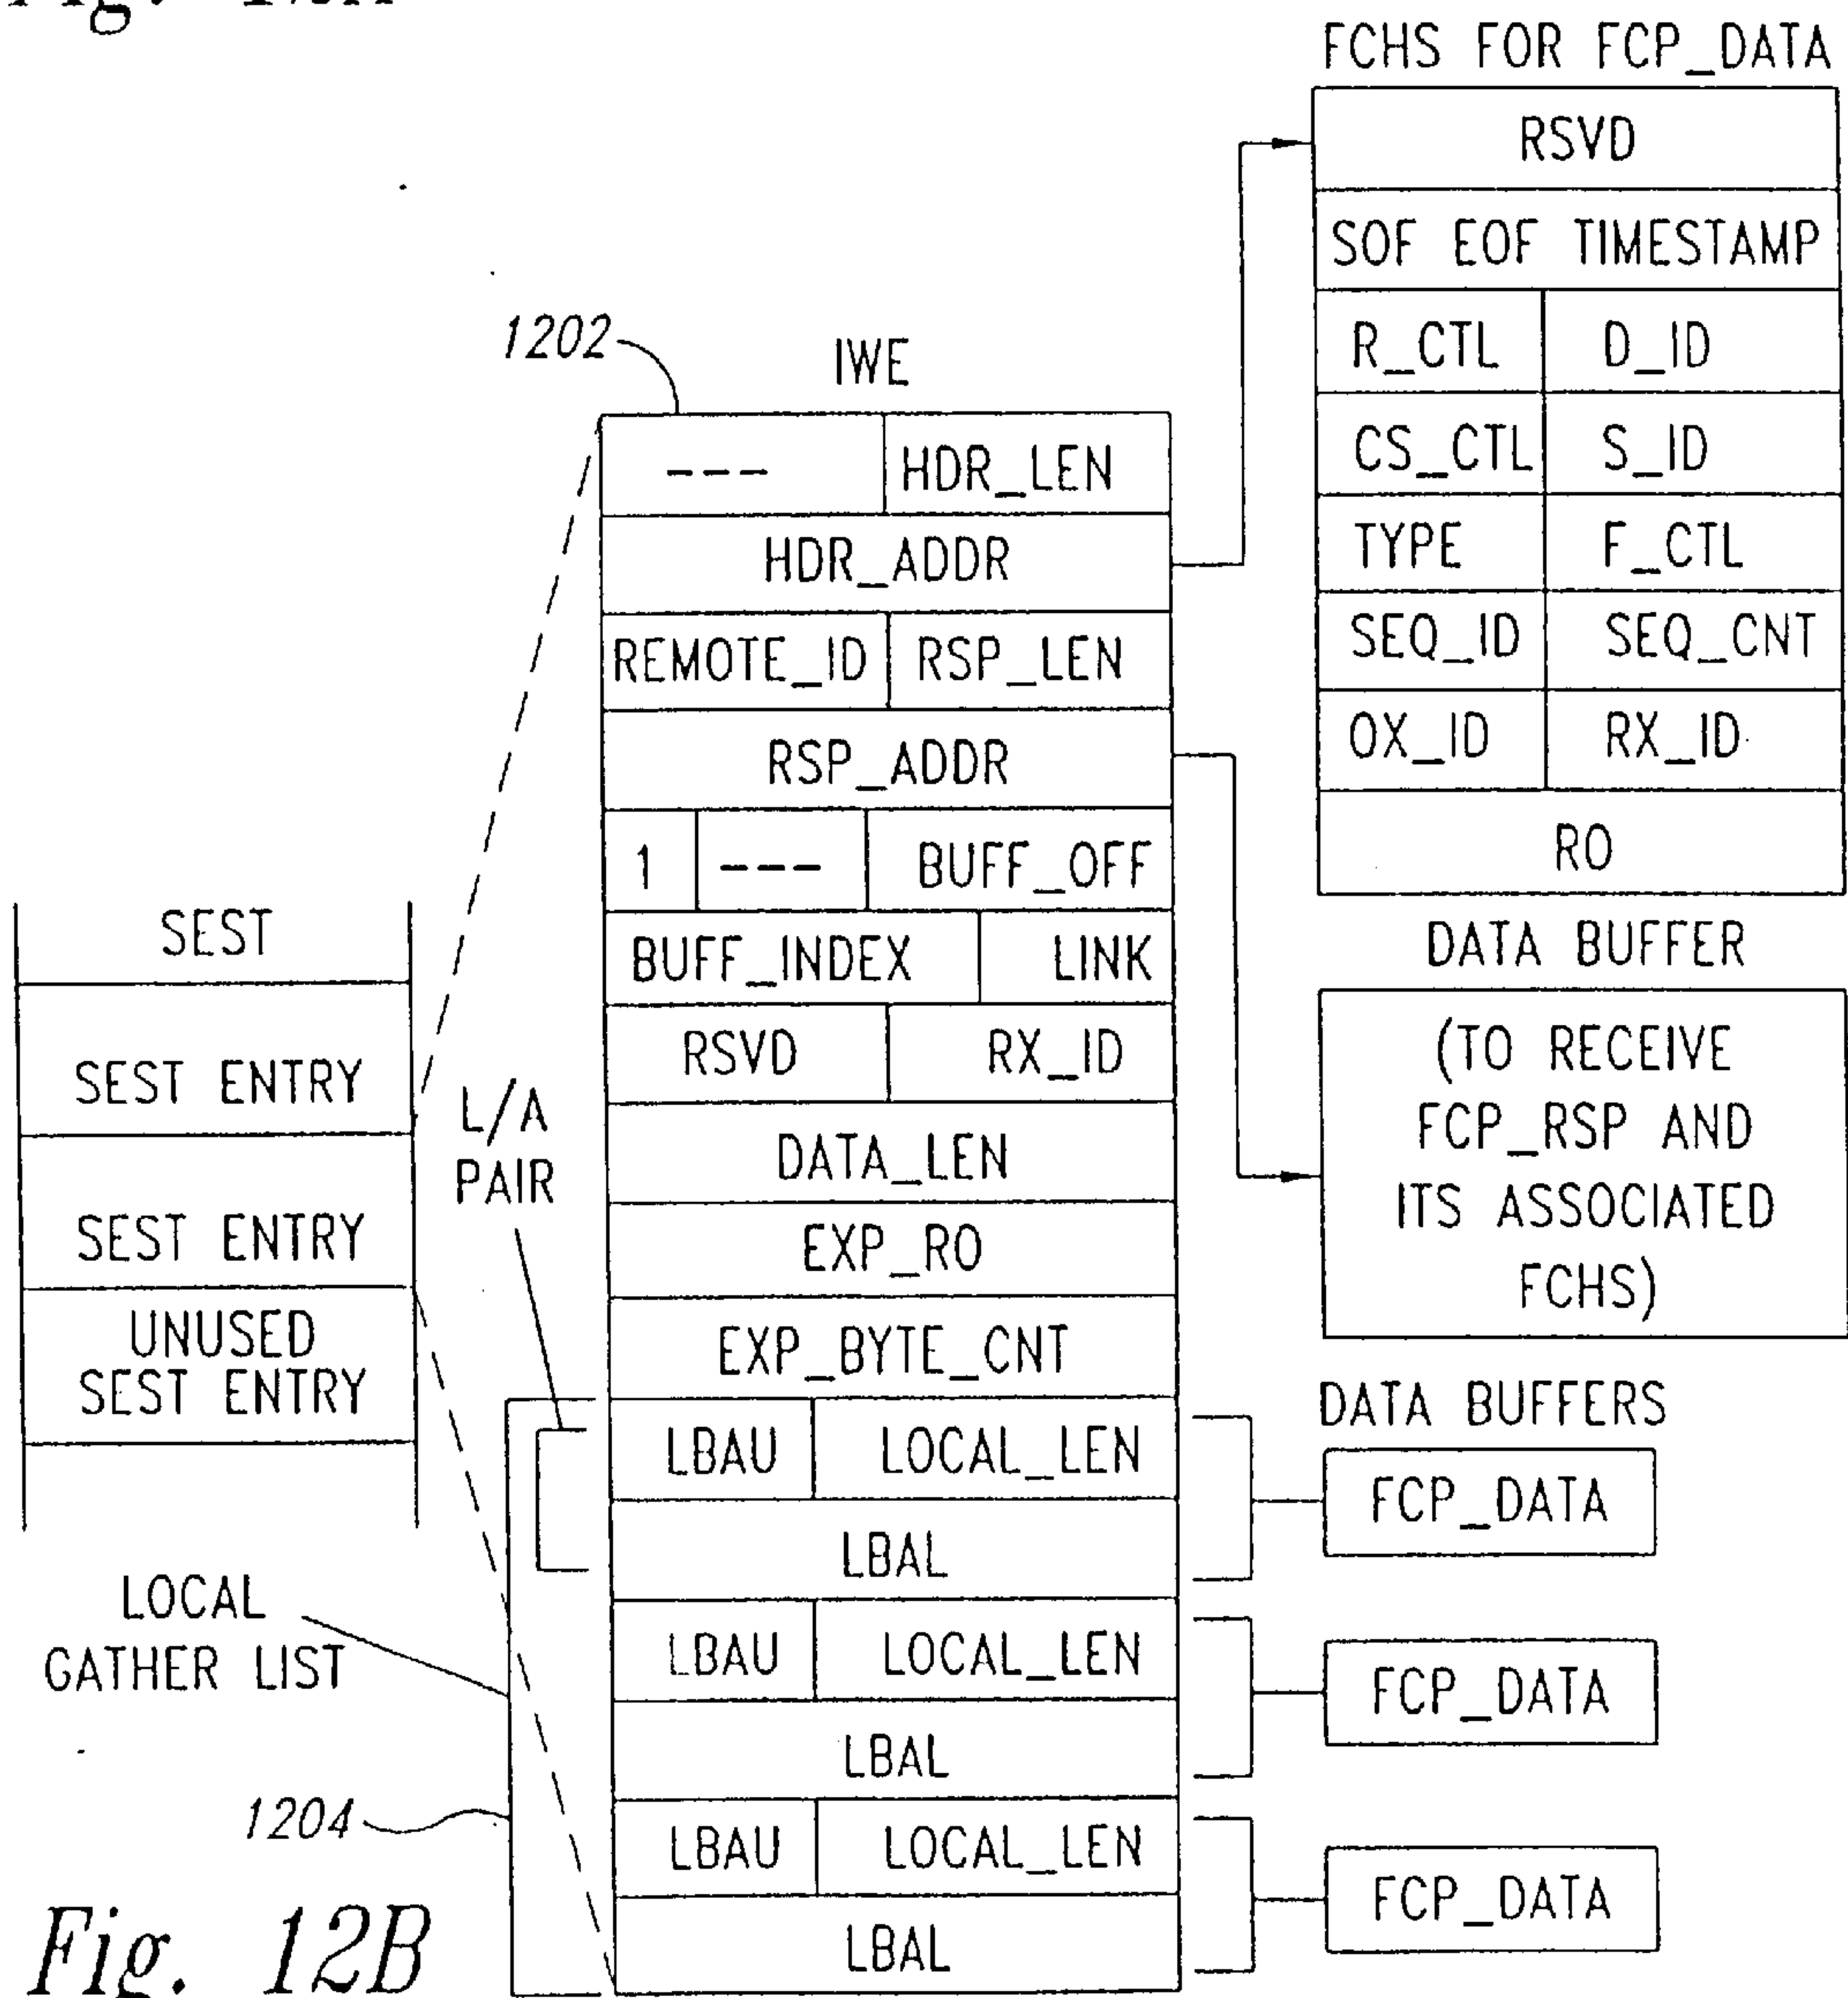 FCHS FOR FCP_DATA
RSVD
SOF EOF TIMESTAMP
R_CTL D_ID
CS_CTL S_ID
TYPE F_CTL
SEQ_ID SEQ_CNT
OX_ID RX_ID
RO
1202
IWE
--- HDR_LEN
HDR_ADDR
REMOTE_ID RSP_LEN
RSP_ADDR
1 --- BUFF_OFF
BUFF_INDEX LINK
RSVD RX_ID
DATA_LEN
EXP_RO
EXP_BYTE_CNT
LBAU LOCAL_LEN
LBAL
LBAU LOCAL_LEN
LBAL
LBAU LOCAL_LEN
LBAL
SEST
SEST ENTRY
SEST ENTRY
UNUSED
SEST ENTRY
L/A
PAIR
LOCAL
GATHER LIST
1204
DATA BUFFER
(TO RECEIVE
FCP_RSP AND
ITS ASSOCIATED
FCHS)
DATA BUFFERS
FCP_DATA
FCP_DATA
FCP_DATA
Fig. 12B